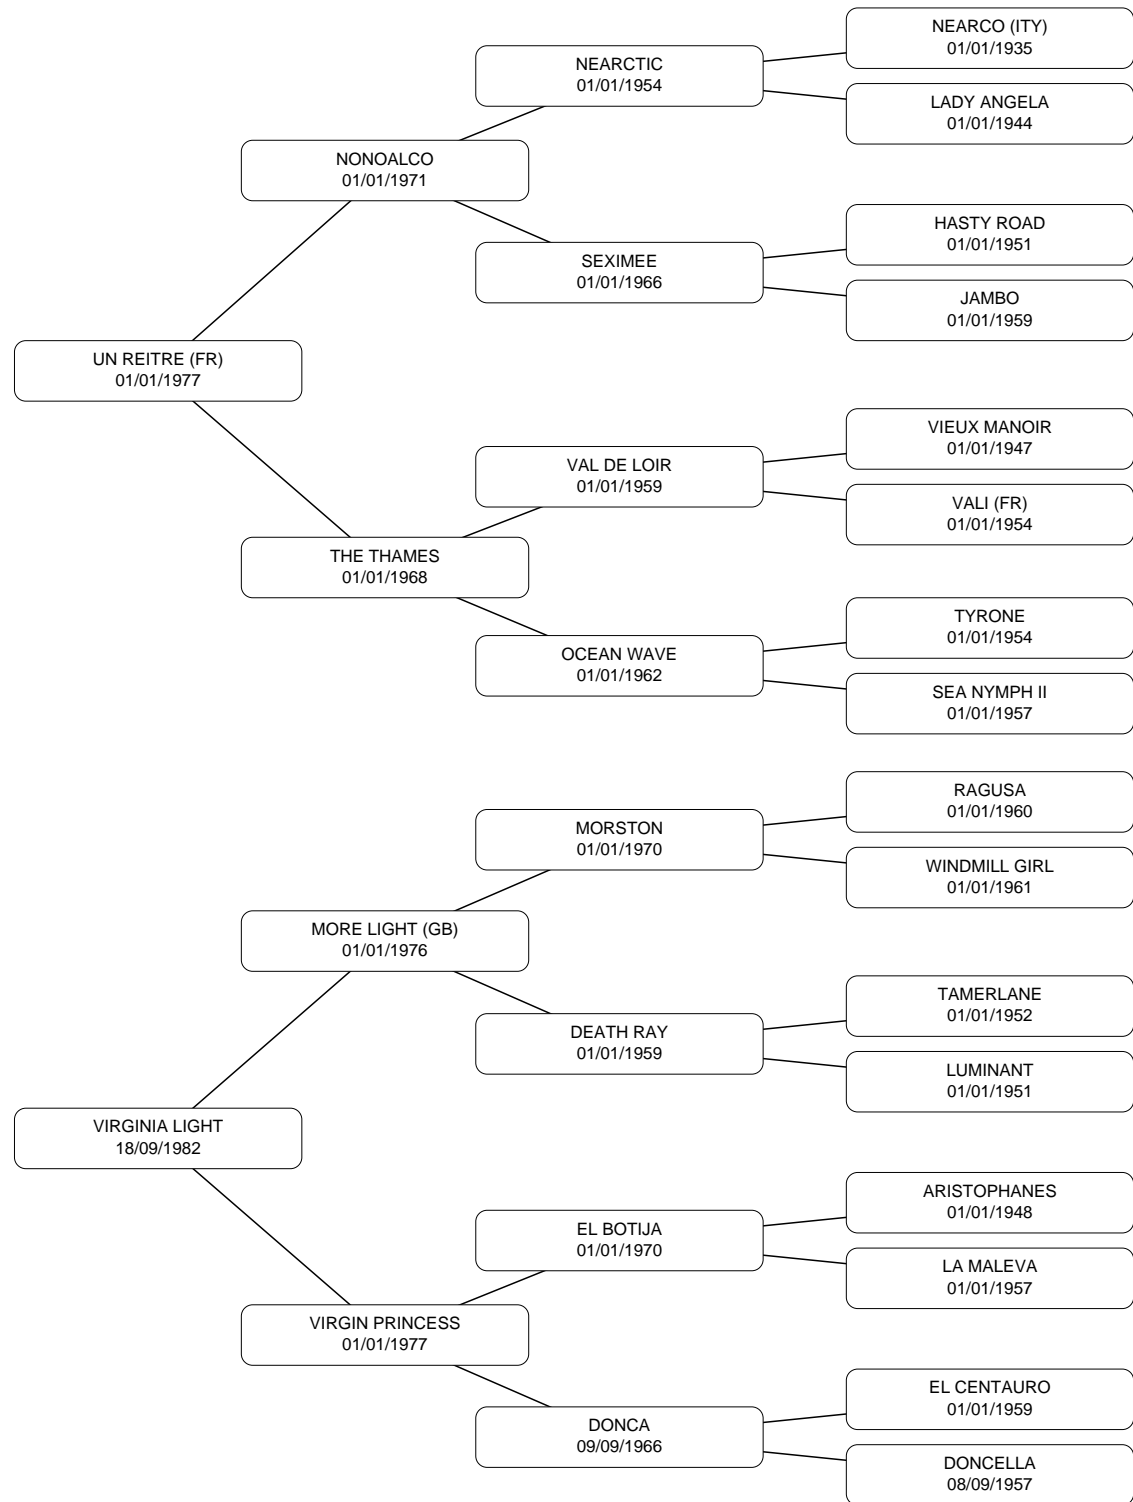 NEARCO (ITY)
01/01/1935
NEARCTIC
01/01/1954
LADY ANGELA
01/01/1944
NONOALCO
01/01/1971
HASTY ROAD
01/01/1951
SEXIMEE
01/01/1966
JAMBO
01/01/1959
UN REITRE (FR)
01/01/1977
VIEUX MANOIR
01/01/1947
VAL DE LOIR
01/01/1959
VALI (FR)
01/01/1954
THE THAMES
01/01/1968
TYRONE
01/01/1954
OCEAN WAVE
01/01/1962
SEA NYMPH II
01/01/1957
RAGUSA
01/01/1960
MORSTON
01/01/1970
WINDMILL GIRL
01/01/1961
MORE LIGHT (GB)
01/01/1976
TAMERLANE
01/01/1952
DEATH RAY
01/01/1959
LUMINANT
01/01/1951
VIRGINIA LIGHT
18/09/1982
ARISTOPHANES
01/01/1948
EL BOTIJA
01/01/1970
LA MALEVA
01/01/1957
VIRGIN PRINCESS
01/01/1977
EL CENTAURO
01/01/1959
DONCA
09/09/1966
DONCELLA
08/09/1957